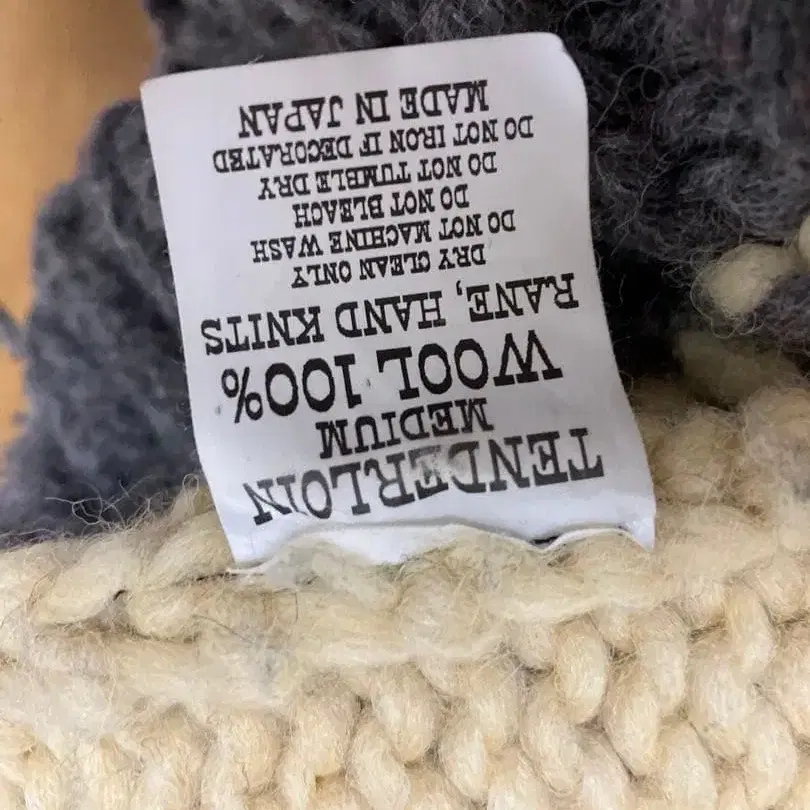 TENDERLOIN
MEDIUM
WOOL 100%
RANE, HAND KNITS
DRY CLEAN ONLY
DO NOT MACHINE WASH
DO NOT BLEACH
DO NOT TUMBLE DRY
DO NOT IRON IF DECORATED
MADE IN JAPAN